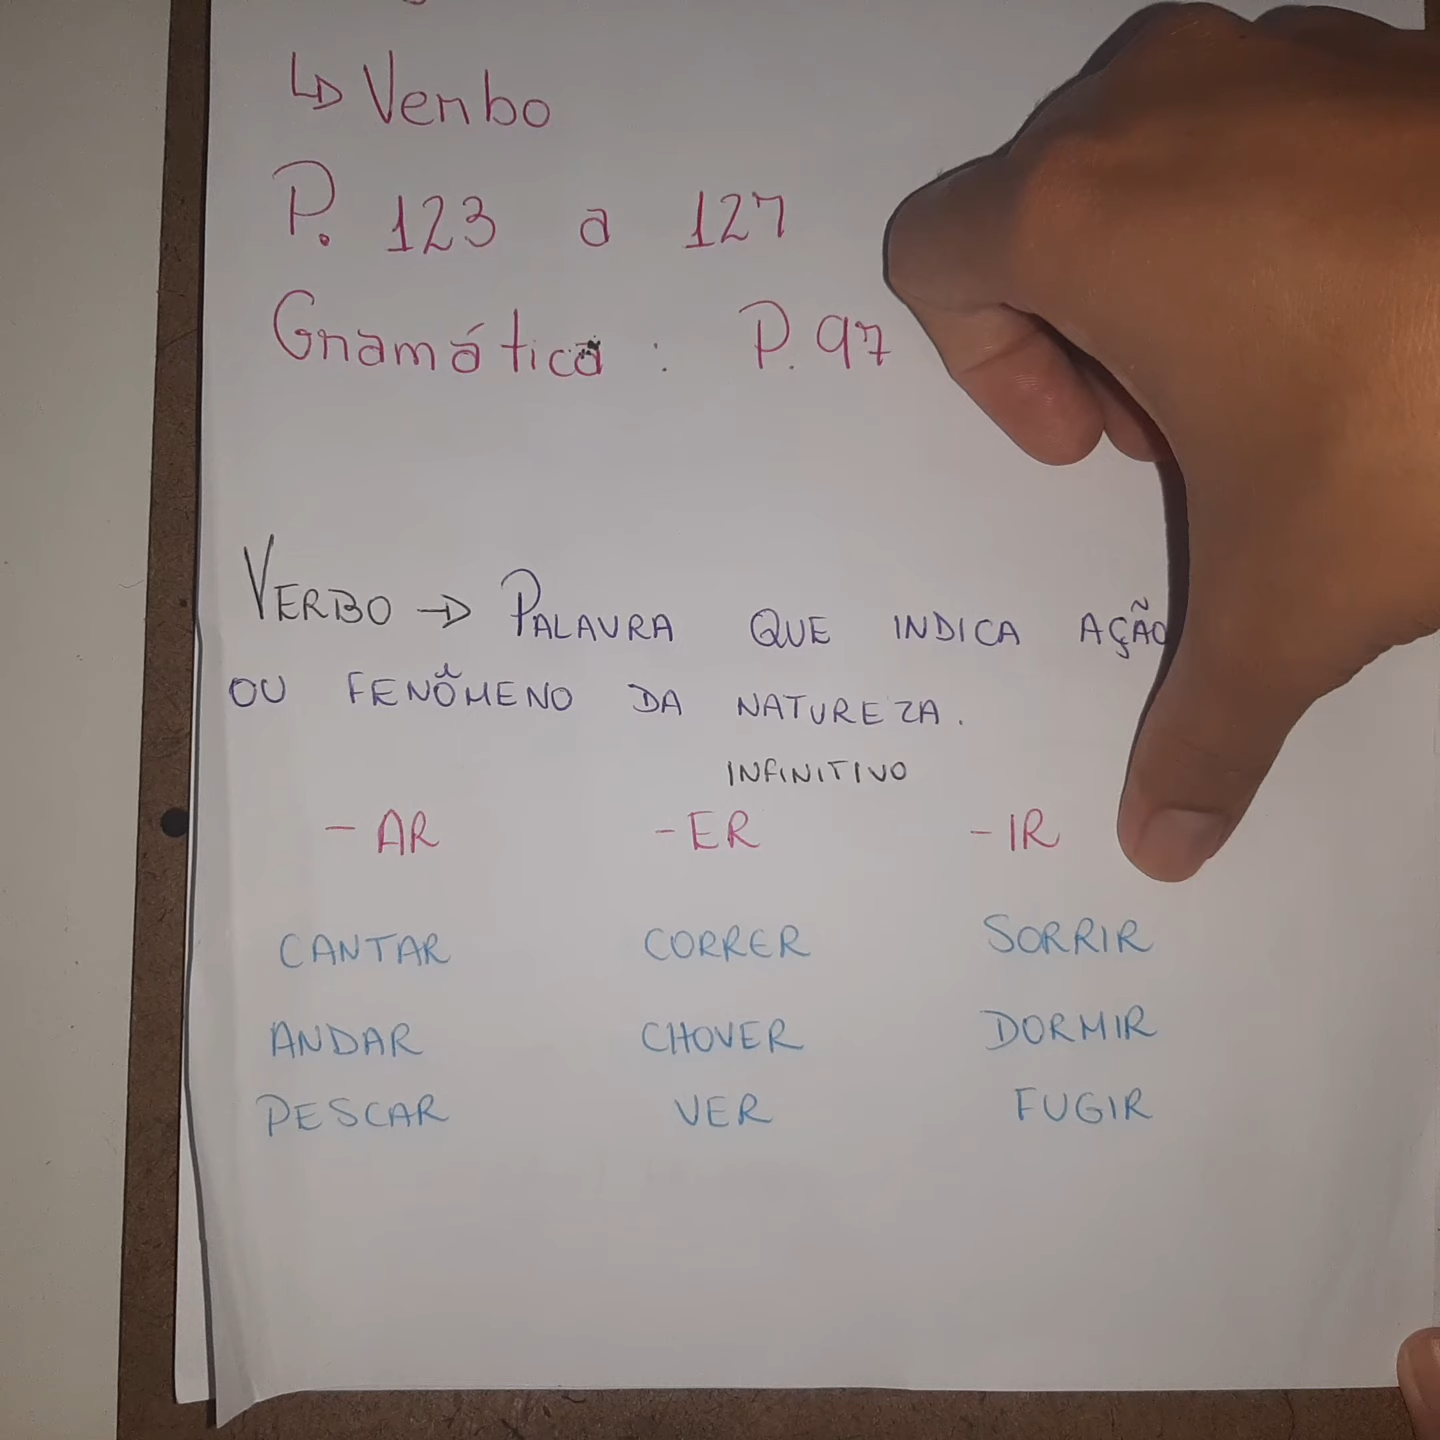 ↳ Verbo
P. 123 a 127
Gramática : P. 97
VERBO → PALAVRA QUE INDICA AÇÃO
OU FENÔMENO DA NATUREZA.
INFINITIVO
- AR - ER - IR
CANTAR CORRER SORRIR
ANDAR CHOVER DORMIR
PESCAR VER FUGIR